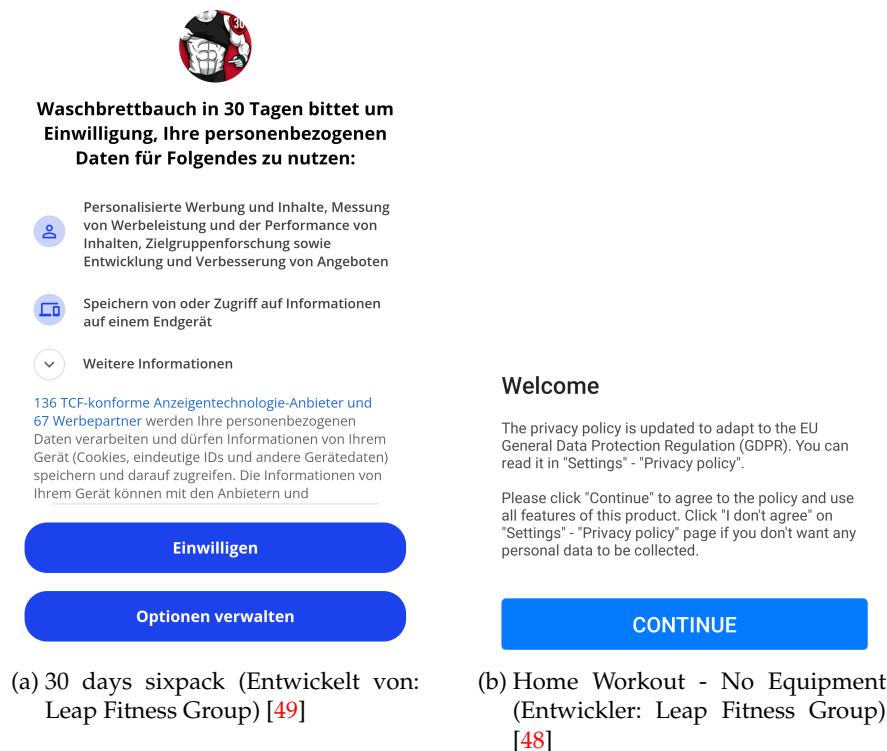 30
Waschbrettbauch in 30 Tagen bittet um
Einwilligung, Ihre personenbezogenen
Daten für Folgendes zu nutzen:
Personalisierte Werbung und Inhalte, Messung
von Werbeleistung und der Performance von
Inhalten, Zielgruppenforschung sowie
Entwicklung und Verbesserung von Angeboten
Speichern von oder Zugriff auf Informationen
auf einem Endgerät
Weitere Informationen
136 TCF-konforme Anzeigentechnologie-Anbieter und
67 Werbepartner werden Ihre personenbezogenen
Daten verarbeiten und dürfen Informationen von Ihrem
Gerät (Cookies, eindeutige IDs und andere Gerätedaten)
speichern und darauf zugreifen. Die Informationen von
Ihrem Gerät können mit den Anbietern und
Einwilligen
Optionen verwalten
(a) 30 days sixpack (Entwickelt von:
Leap Fitness Group) [49]
Welcome
The privacy policy is updated to adapt to the EU
General Data Protection Regulation (GDPR). You can
read it in "Settings" - "Privacy policy".
Please click "Continue" to agree to the policy and use
all features of this product. Click "I don't agree" on
"Settings" - "Privacy policy" page if you don't want any
personal data to be collected.
CONTINUE
(b) Home Workout - No Equipment
(Entwickler: Leap Fitness Group)
[48]